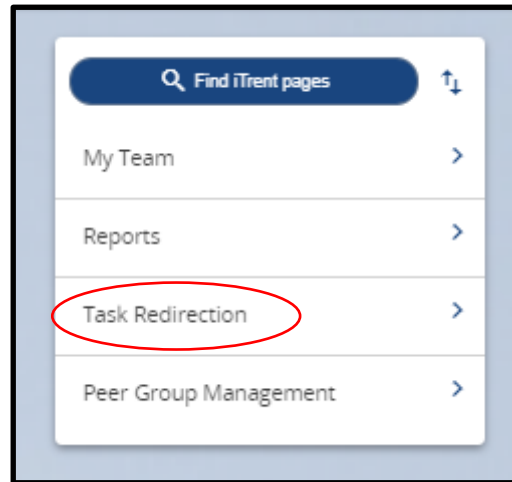 Find iTrent pages
My Team
Reports
Task Redirection
Peer Group Management